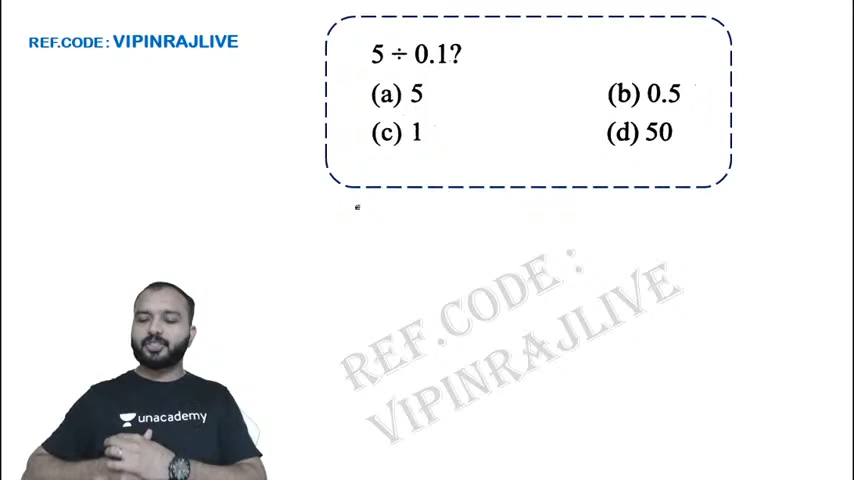 REF.CODE : VIPINRAJLIVE
5 ÷ 0.1?
(a) 5 (b) 0.5
(c) 1 (d) 50
REF.CODE :
VIPINRAJLIVE
unacademy